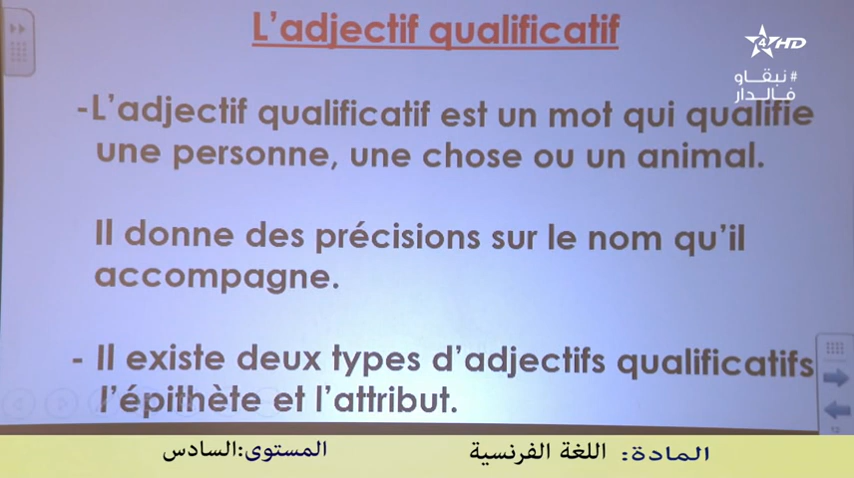 L'adjectif qualificatif
4 HD
#نبقاو
فالدار
-L'adjectif qualificatif est un mot qui qualifie
une personne, une chose ou un animal.
Il donne des précisions sur le nom qu'il
accompagne.
- Il existe deux types d'adjectifs qualificatifs
l'épithète et l'attribut.
المادة: اللغة الفرنسية
المستوى:السادس